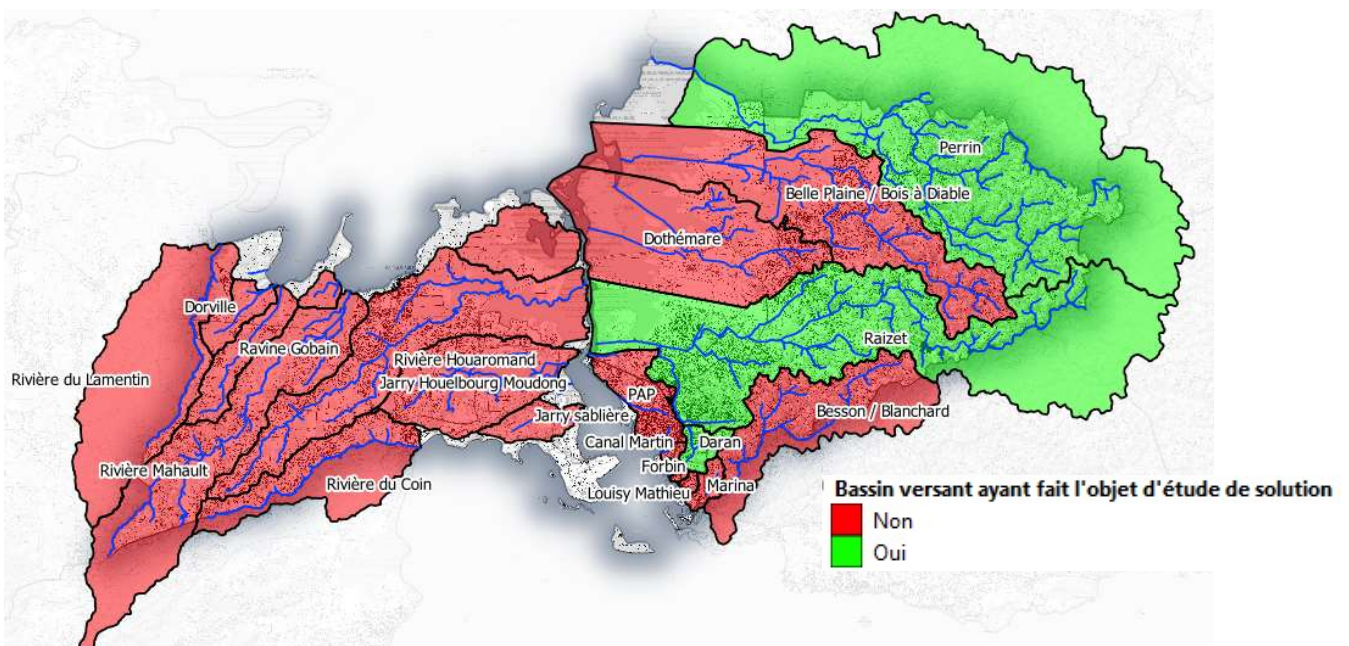 Perrin
Belle Plaine / Bois à Diable
Dothémare
Dorville
Ravine Gobain
Raizet
Rivière Houaromand
Rivière du Lamentin
Jarry Houelbourg Moudong
PAP
Jarry sablière
Besson / Blanchard
Canal Martin
Daran
Forbin
Rivière Mahault
Rivière du Coin
Louisy Mathieu
Marina
Bassin versant ayant fait l'objet d'étude de solution
Non
Oui